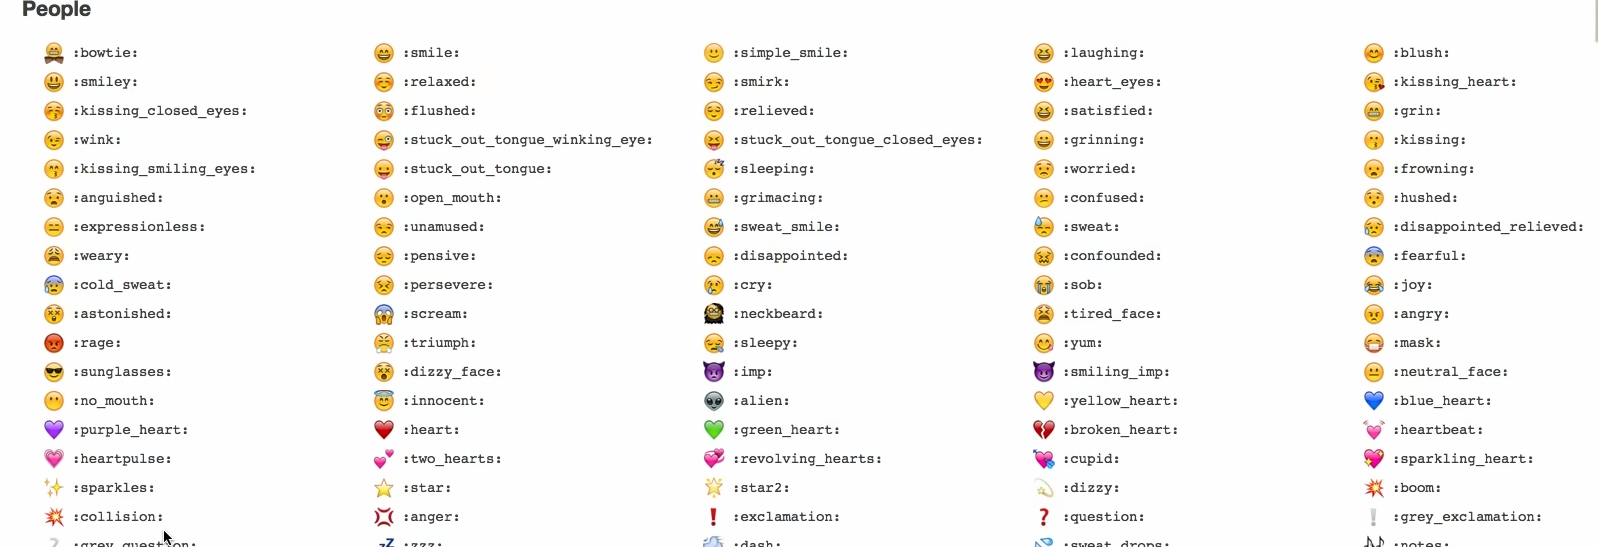 People
:bowtie: :smile: :simple_smile: :laughing: :blush:
:smiley: :relaxed: :smirk: :heart_eyes: :kissing_heart:
:kissing_closed_eyes: :flushed: :relieved: :satisfied: :grin:
:wink: :stuck_out_tongue_winking_eye: :stuck_out_tongue_closed_eyes: :grinning: :kissing:
:kissing_smiling_eyes: :stuck_out_tongue: :sleeping: :worried: :frowning:
:anguished: :open_mouth: :grimacing: :confused: :hushed:
:expressionless: :unamused: :sweat_smile: :sweat: :disappointed_relieved:
:weary: :pensive: :disappointed: :confounded: :fearful:
:cold_sweat: :persevere: :cry: :sob: :joy:
:astonished: :scream: :neckbeard: :tired_face: :angry:
:rage: :triumph: :sleepy: :yum: :mask:
:sunglasses: :dizzy_face: :imp: :smiling_imp: :neutral_face:
:no_mouth: :innocent: :alien: :yellow_heart: :blue_heart:
:purple_heart: :heart: :green_heart: :broken_heart: :heartbeat:
:heartpulse: :two_hearts: :revolving_hearts: :cupid: :sparkling_heart:
:sparkles: :star: :star2: :dizzy: :boom:
:collision: :anger: :exclamation: :question: :grey_exclamation:
:grey_question: :zzz: :dash: :sweat_drops: :notes: